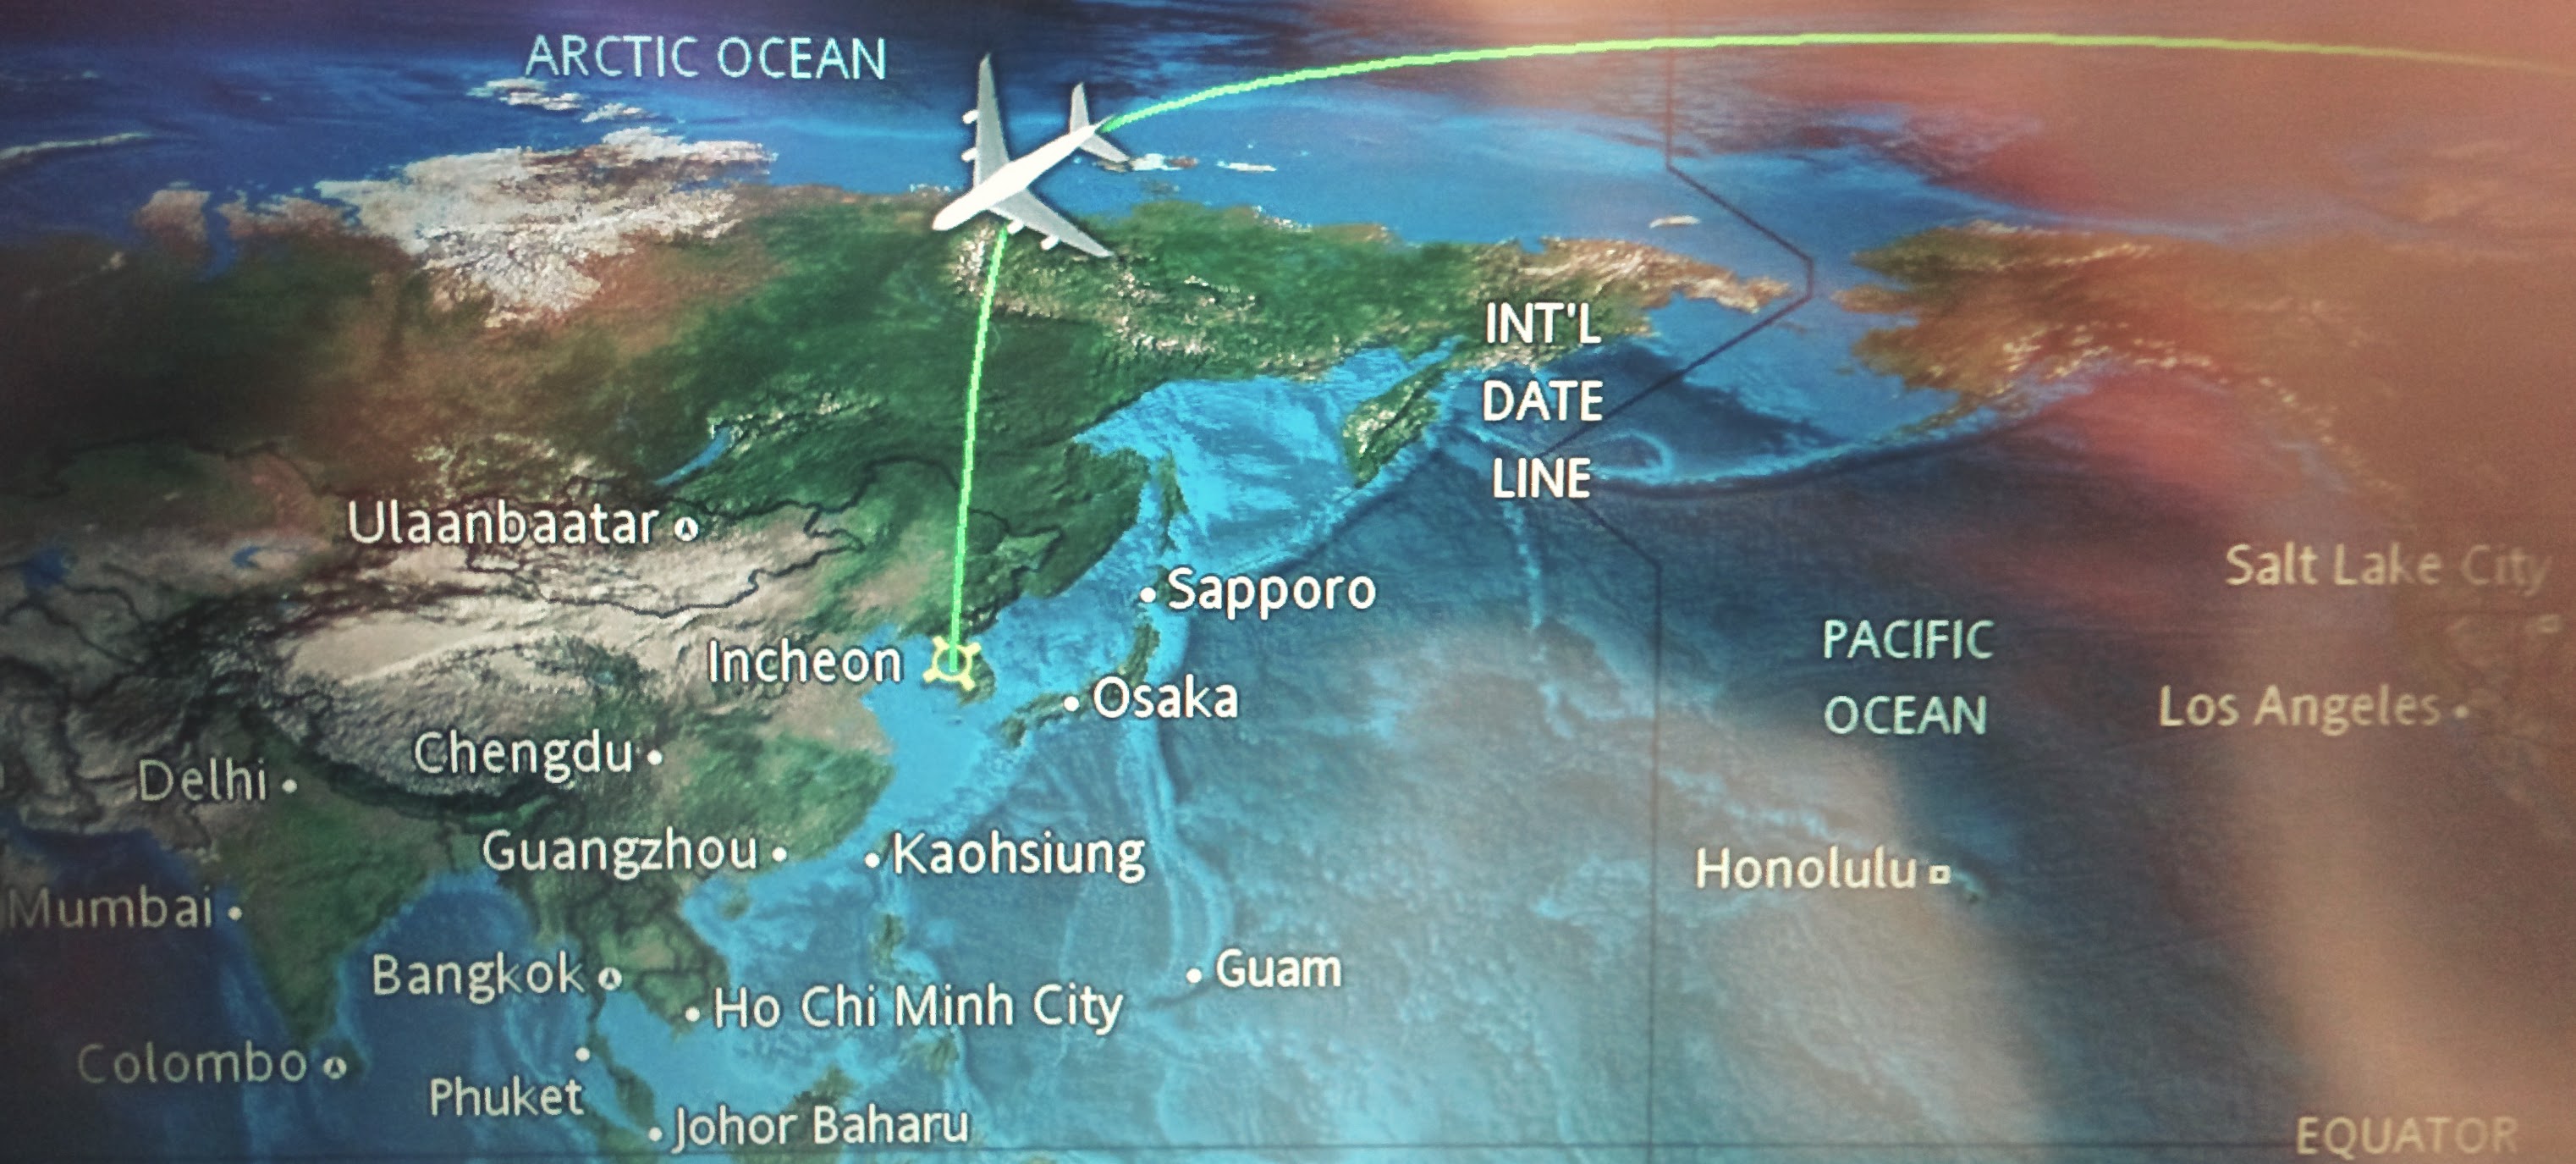 ARCTIC OCEAN
INT'L
DATE
LINE
Ulaanbaatar
Sapporo
Salt Lake City
Incheon
PACIFIC
OCEAN
Osaka
Los Angeles
Chengdu
Delhi
Guangzhou
Kaohsiung
Honolulu
Mumbai
Bangkok
Guam
Ho Chi Minh City
Colombo
Phuket
Johor Baharu
EQUATOR